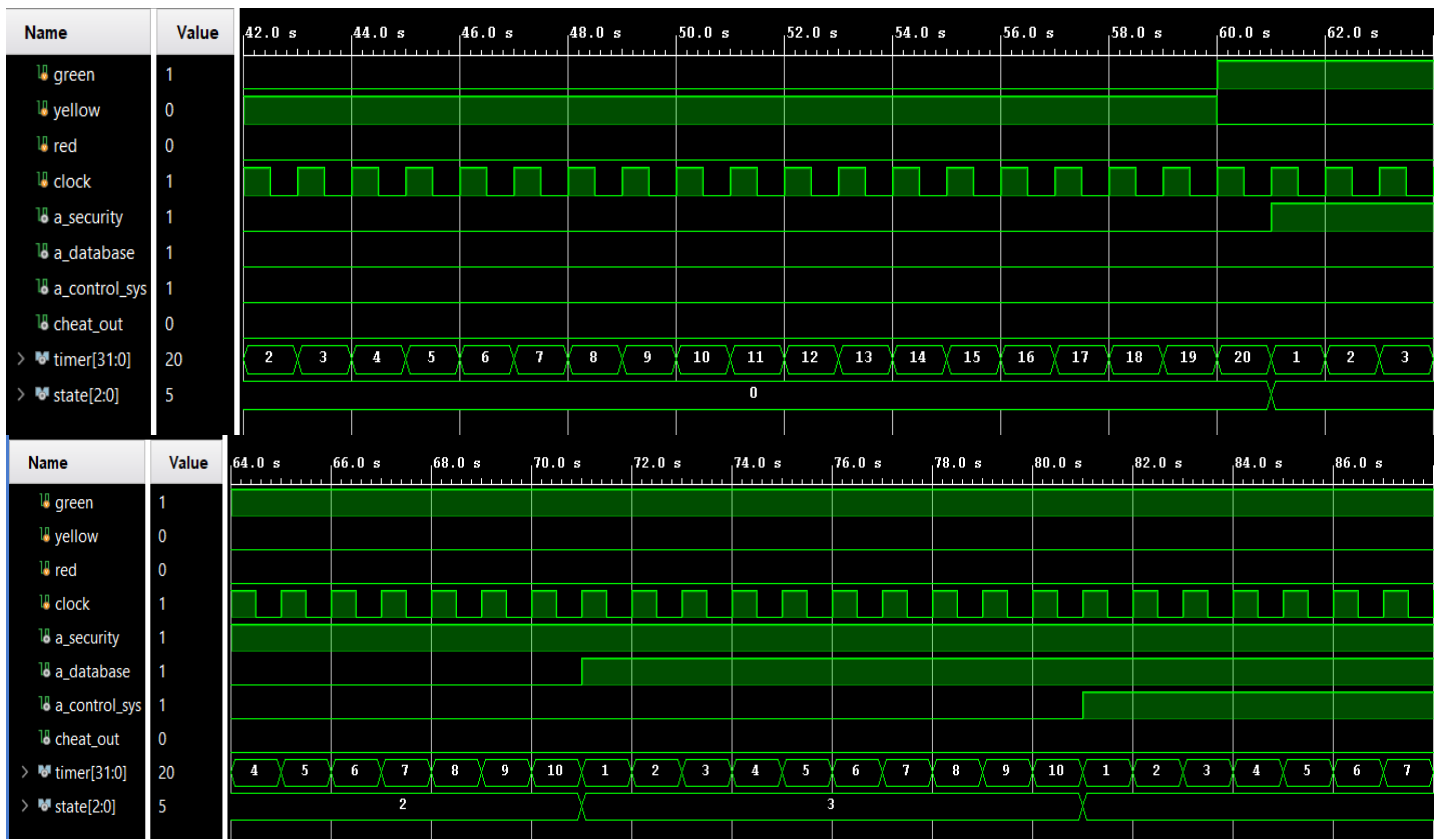 Name Value 42.0 s 44.0 s 46.0 s 48.0 s 50.0 s 52.0 s 54.0 s 56.0 s 58.0 s 60.0 s 62.0 s
green 1
yellow 0
red 0
clock 1
a_security 1
a_database 1
a_control_sys 1
cheat_out 0
> timer[31:0] 20 2 3 4 5 6 7 8 9 10 11 12 13 14 15 16 17 18 19 20 1 2 3
> state[2:0] 5 0
Name Value 64.0 s 66.0 s 68.0 s 70.0 s 72.0 s 74.0 s 76.0 s 78.0 s 80.0 s 82.0 s 84.0 s 86.0 s
green 1
yellow 0
red 0
clock 1
a_security 1
a_database 1
a_control_sys 1
cheat_out 0
> timer[31:0] 20 4 5 6 7 8 9 10 1 2 3 4 5 6 7 8 9 10 1 2 3 4 5 6 7
> state[2:0] 5 2 3